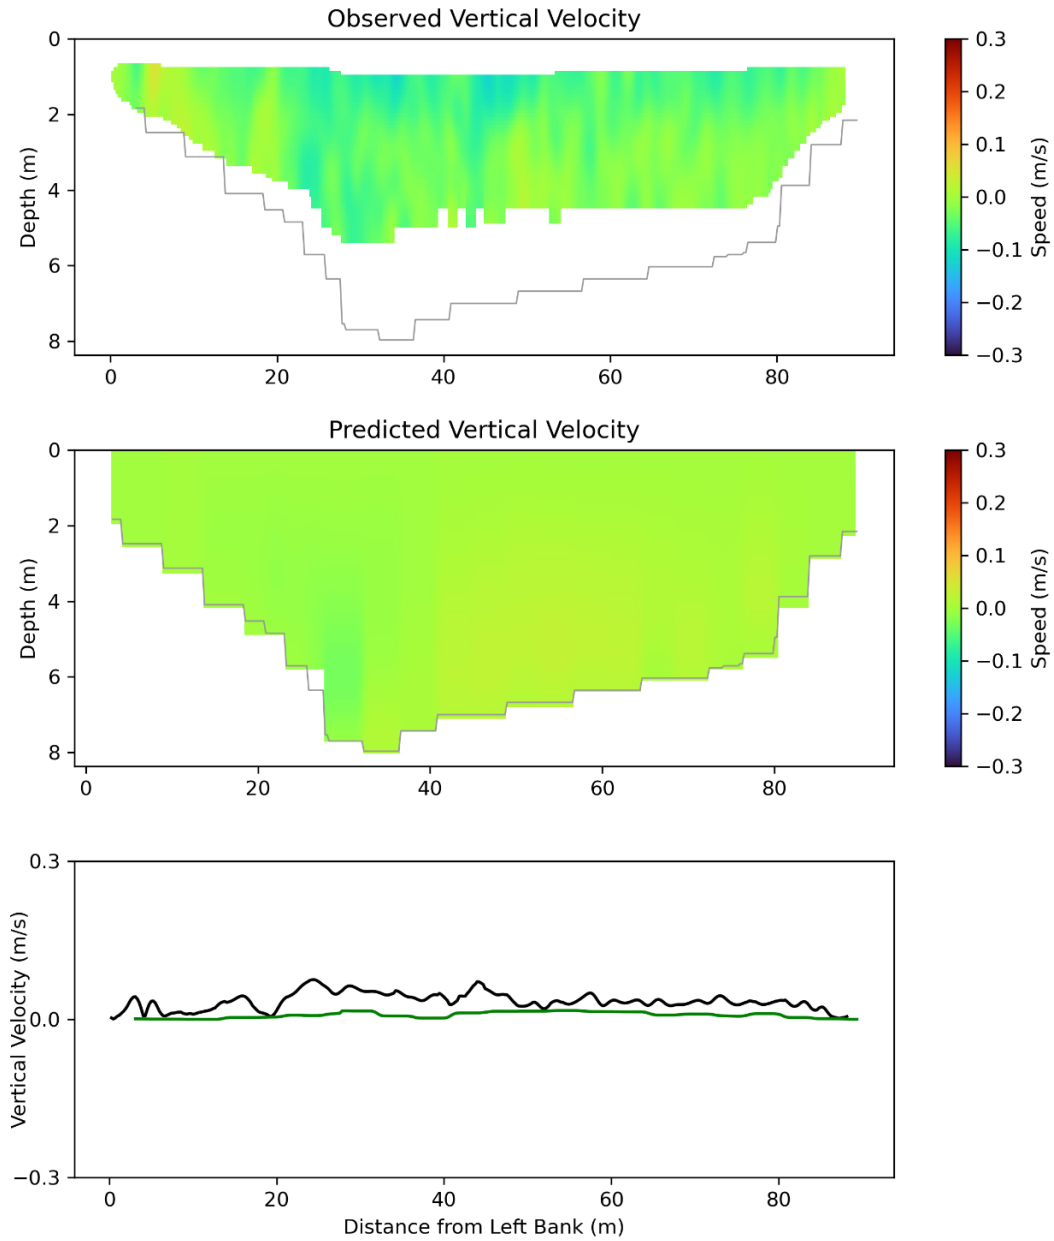 Observed Vertical Velocity
0
2
4
6
8
Depth (m)
0 20 40 60 80
0.3
0.2
0.1
0.0
−0.1
−0.2
−0.3
Speed (m/s)
Predicted Vertical Velocity
0
2
4
6
8
Depth (m)
0 20 40 60 80
0.3
0.2
0.1
0.0
−0.1
−0.2
−0.3
Speed (m/s)
0.3
0.0
−0.3
Vertical Velocity (m/s)
0 20 40 60 80
Distance from Left Bank (m)